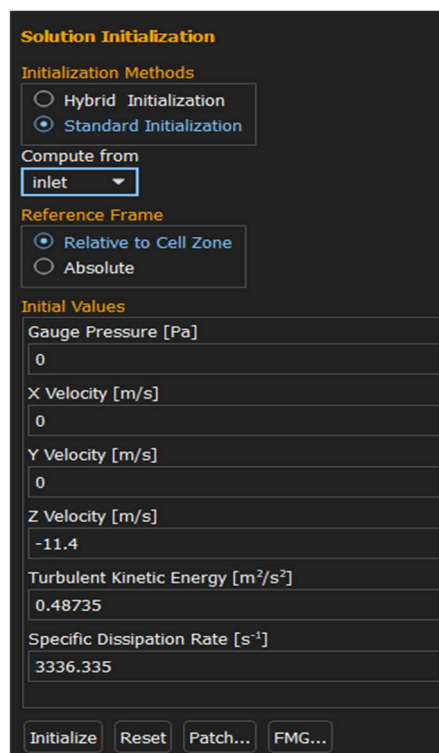 Solution Initialization
Initialization Methods
Hybrid Initialization
Standard Initialization
Compute from
inlet
Reference Frame
Relative to Cell Zone
Absolute
Initial Values
Gauge Pressure [Pa]
0
X Velocity [m/s]
0
Y Velocity [m/s]
0
Z Velocity [m/s]
-11.4
Turbulent Kinetic Energy [m²/s²]
0.48735
Specific Dissipation Rate [s⁻¹]
3336.335
Initialize Reset Patch... FMG...